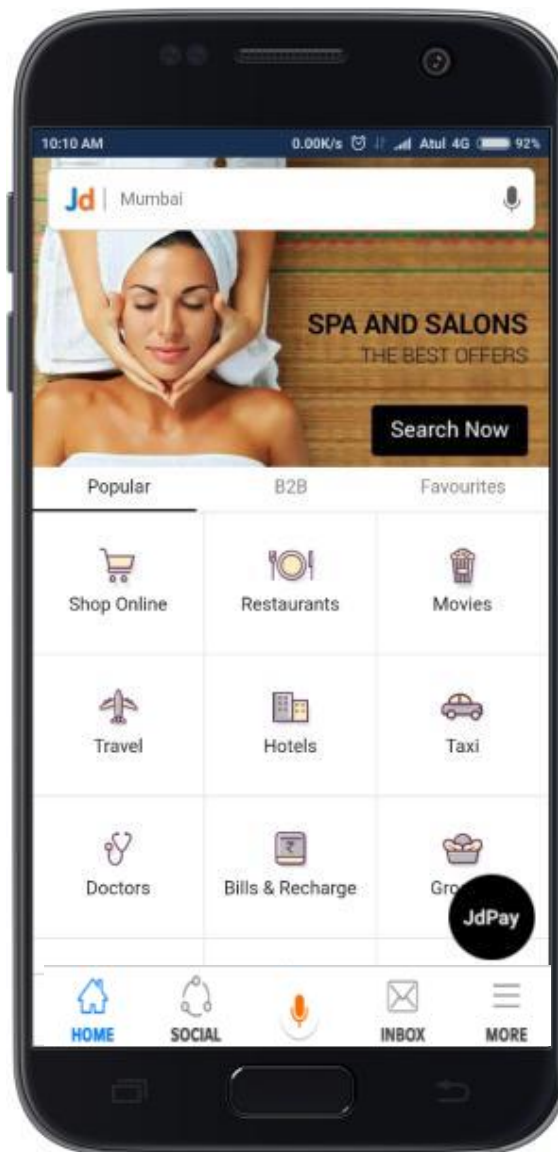 10:10 AM 0.00K/s Atul 4G 92%
Jd | Mumbai
SPA AND SALONS
THE BEST OFFERS
Search Now
Popular B2B Favourites
Shop Online Restaurants Movies
Travel Hotels Taxi
Doctors Bills & Recharge
JdPay
HOME SOCIAL INBOX MORE